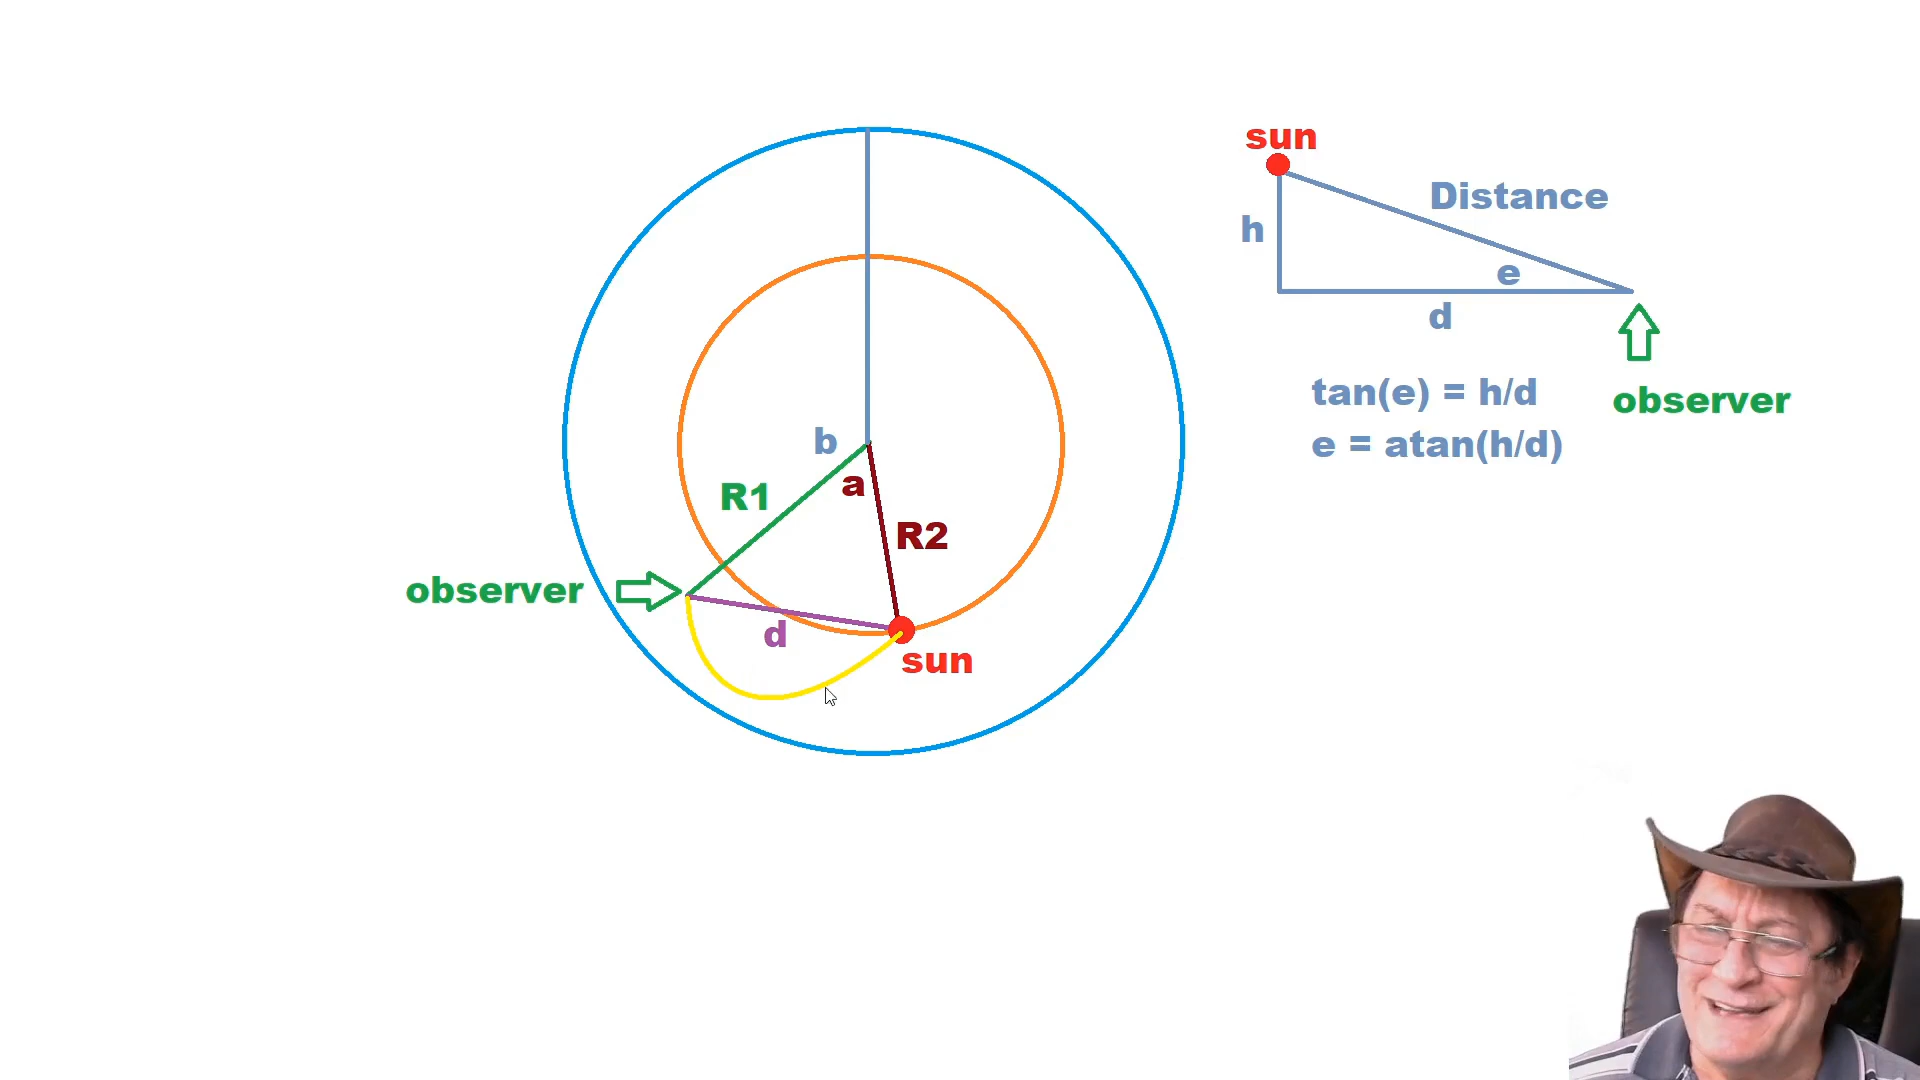 sun
Distance
h
e
d
tan(e) = h/d
e = atan(h/d)
observer
b
a
R1
R2
observer
d
sun